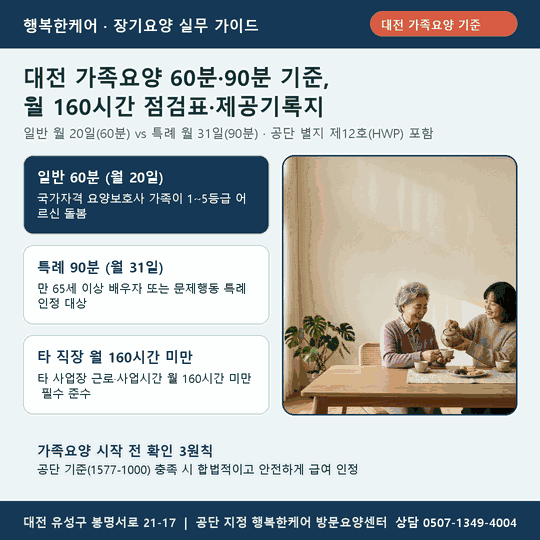 행복한케어 · 장기요양 실무 가이드
대전 가족요양 기준
대전 가족요양 60분·90분 기준,
월 160시간 점검표·제공기록지
일반 월 20일(60분) vs 특례 월 31일(90분) · 공단 별지 제12호(HWP) 포함
일반 60분 (월 20일)
국가자격 요양보호사 가족이 1~5등급 어
르신 돌봄
특례 90분 (월 31일)
만 65세 이상 배우자 또는 문제행동 특례
인정 대상
타 직장 월 160시간 미만
타 사업장 근로·사업시간 월 160시간 미만
필수 준수
가족요양 시작 전 확인 3원칙
공단 기준(1577-1000) 충족 시 합법적이고 안전하게 급여 인정
대전 유성구 봉명서로 21-17 | 공단 지정 행복한케어 방문요양센터 상담 0507-1349-4004